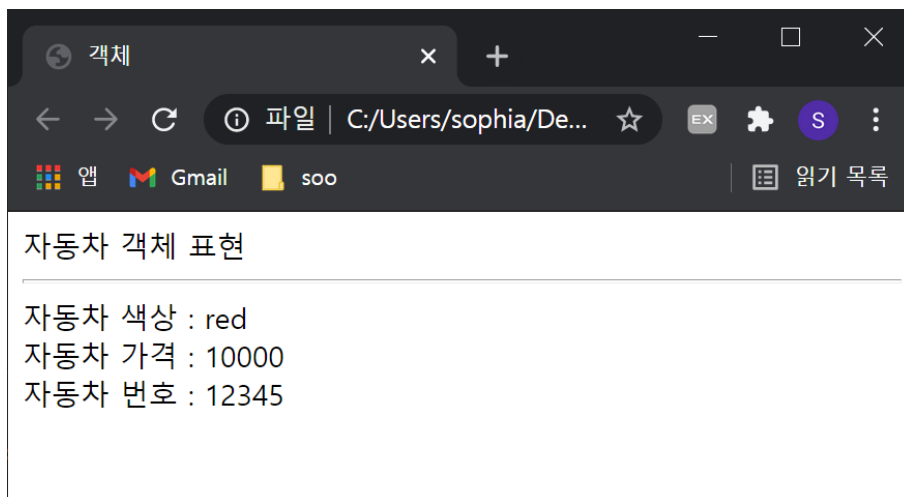 객체
파일 C:/Users/sophia/De... EX S
앱 Gmail soo 읽기 목록
자동차 객체 표현
자동차 색상 : red
자동차 가격 : 10000
자동차 번호 : 12345